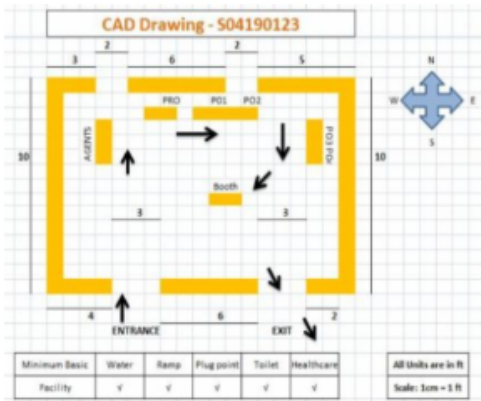 CAD Drawing - S04190123
2 2
3 6 5
N
W E
S
PRO PO1 PO2
AGENTS
PO3 PO4
10 10
Booth
3 3
4 6 2
ENTRANCE EXIT
Minimum Basic Water Ramp Plug point Toilet Healthcare
Facility √ √ √ √ √
All Units are in ft
Scale: 1cm = 1 ft